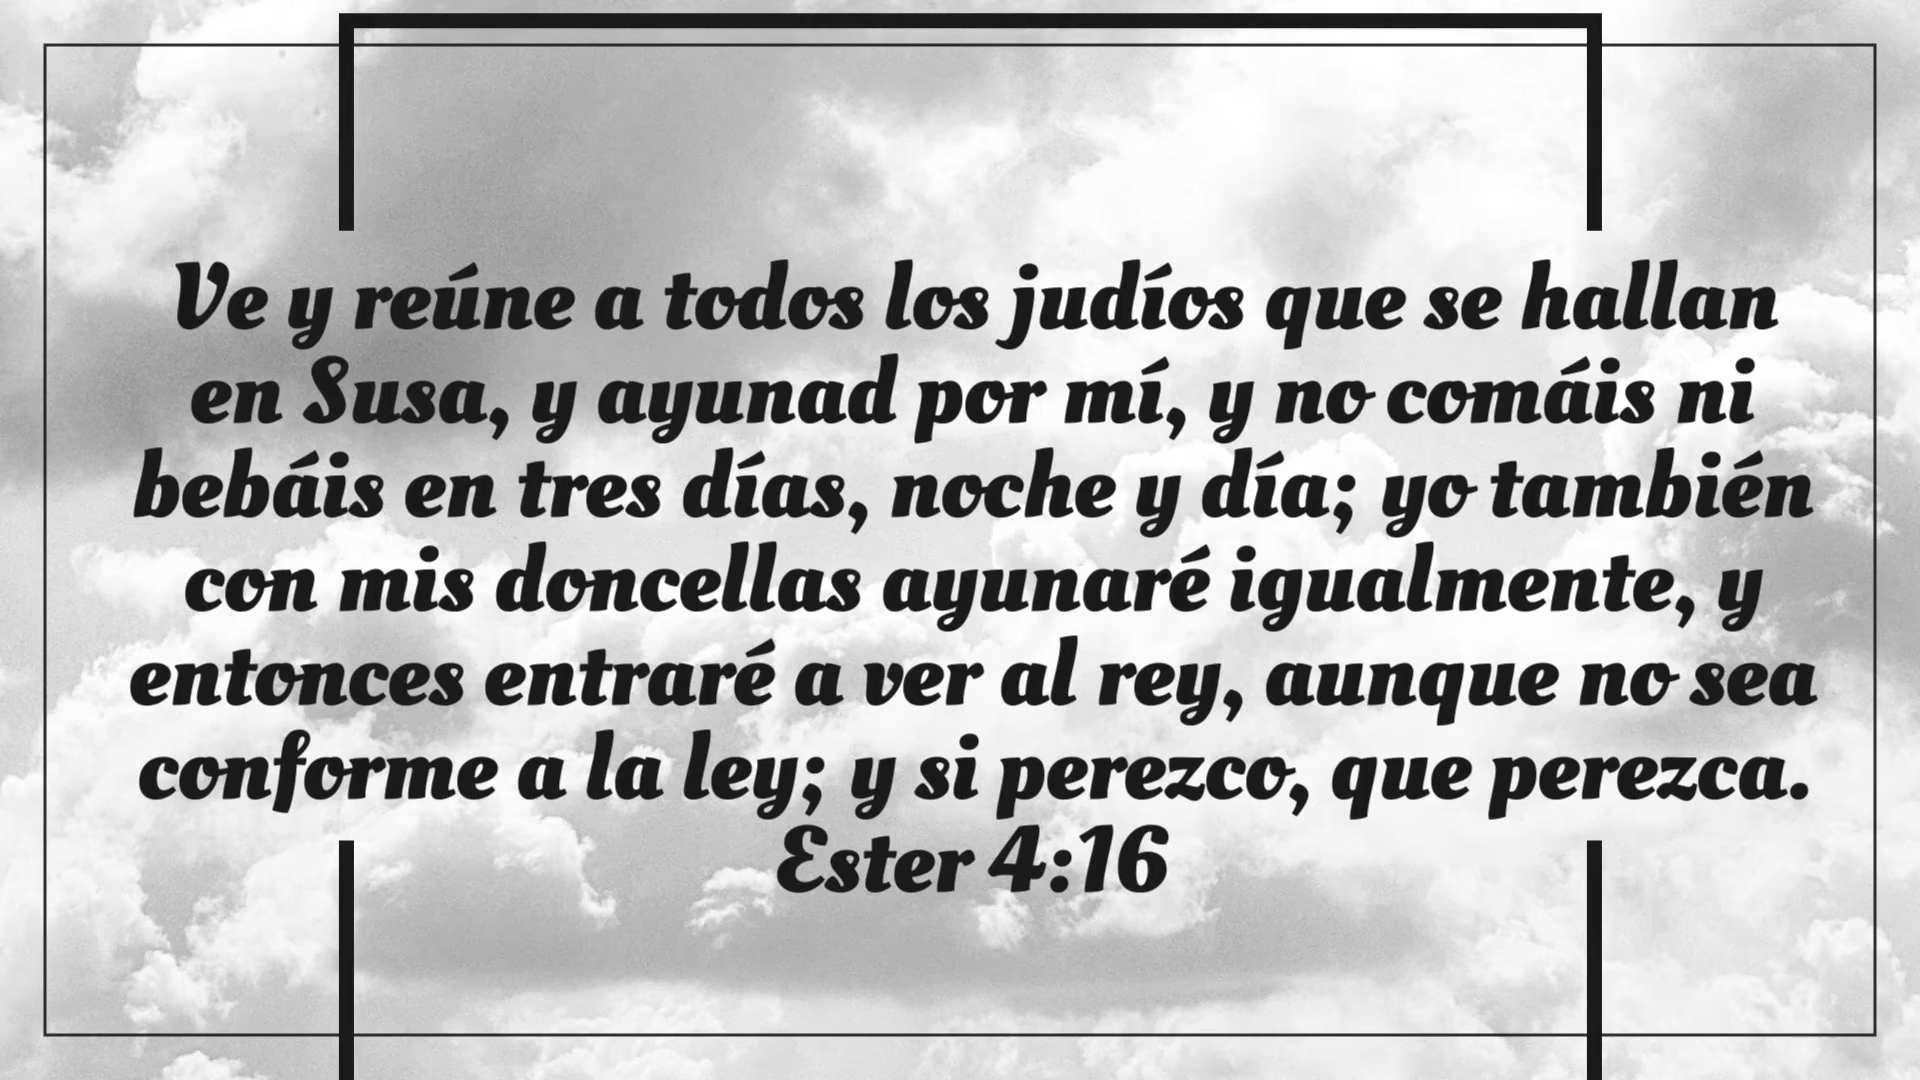 Ve y reúne a todos los judíos que se hallan
en Susa, y ayunad por mí, y no comáis ni
bebáis en tres días, noche y día; yo también
con mis doncellas ayunaré igualmente, y
entonces entraré a ver al rey, aunque no sea
conforme a la ley; y si perezco, que perezca.
Ester 4:16